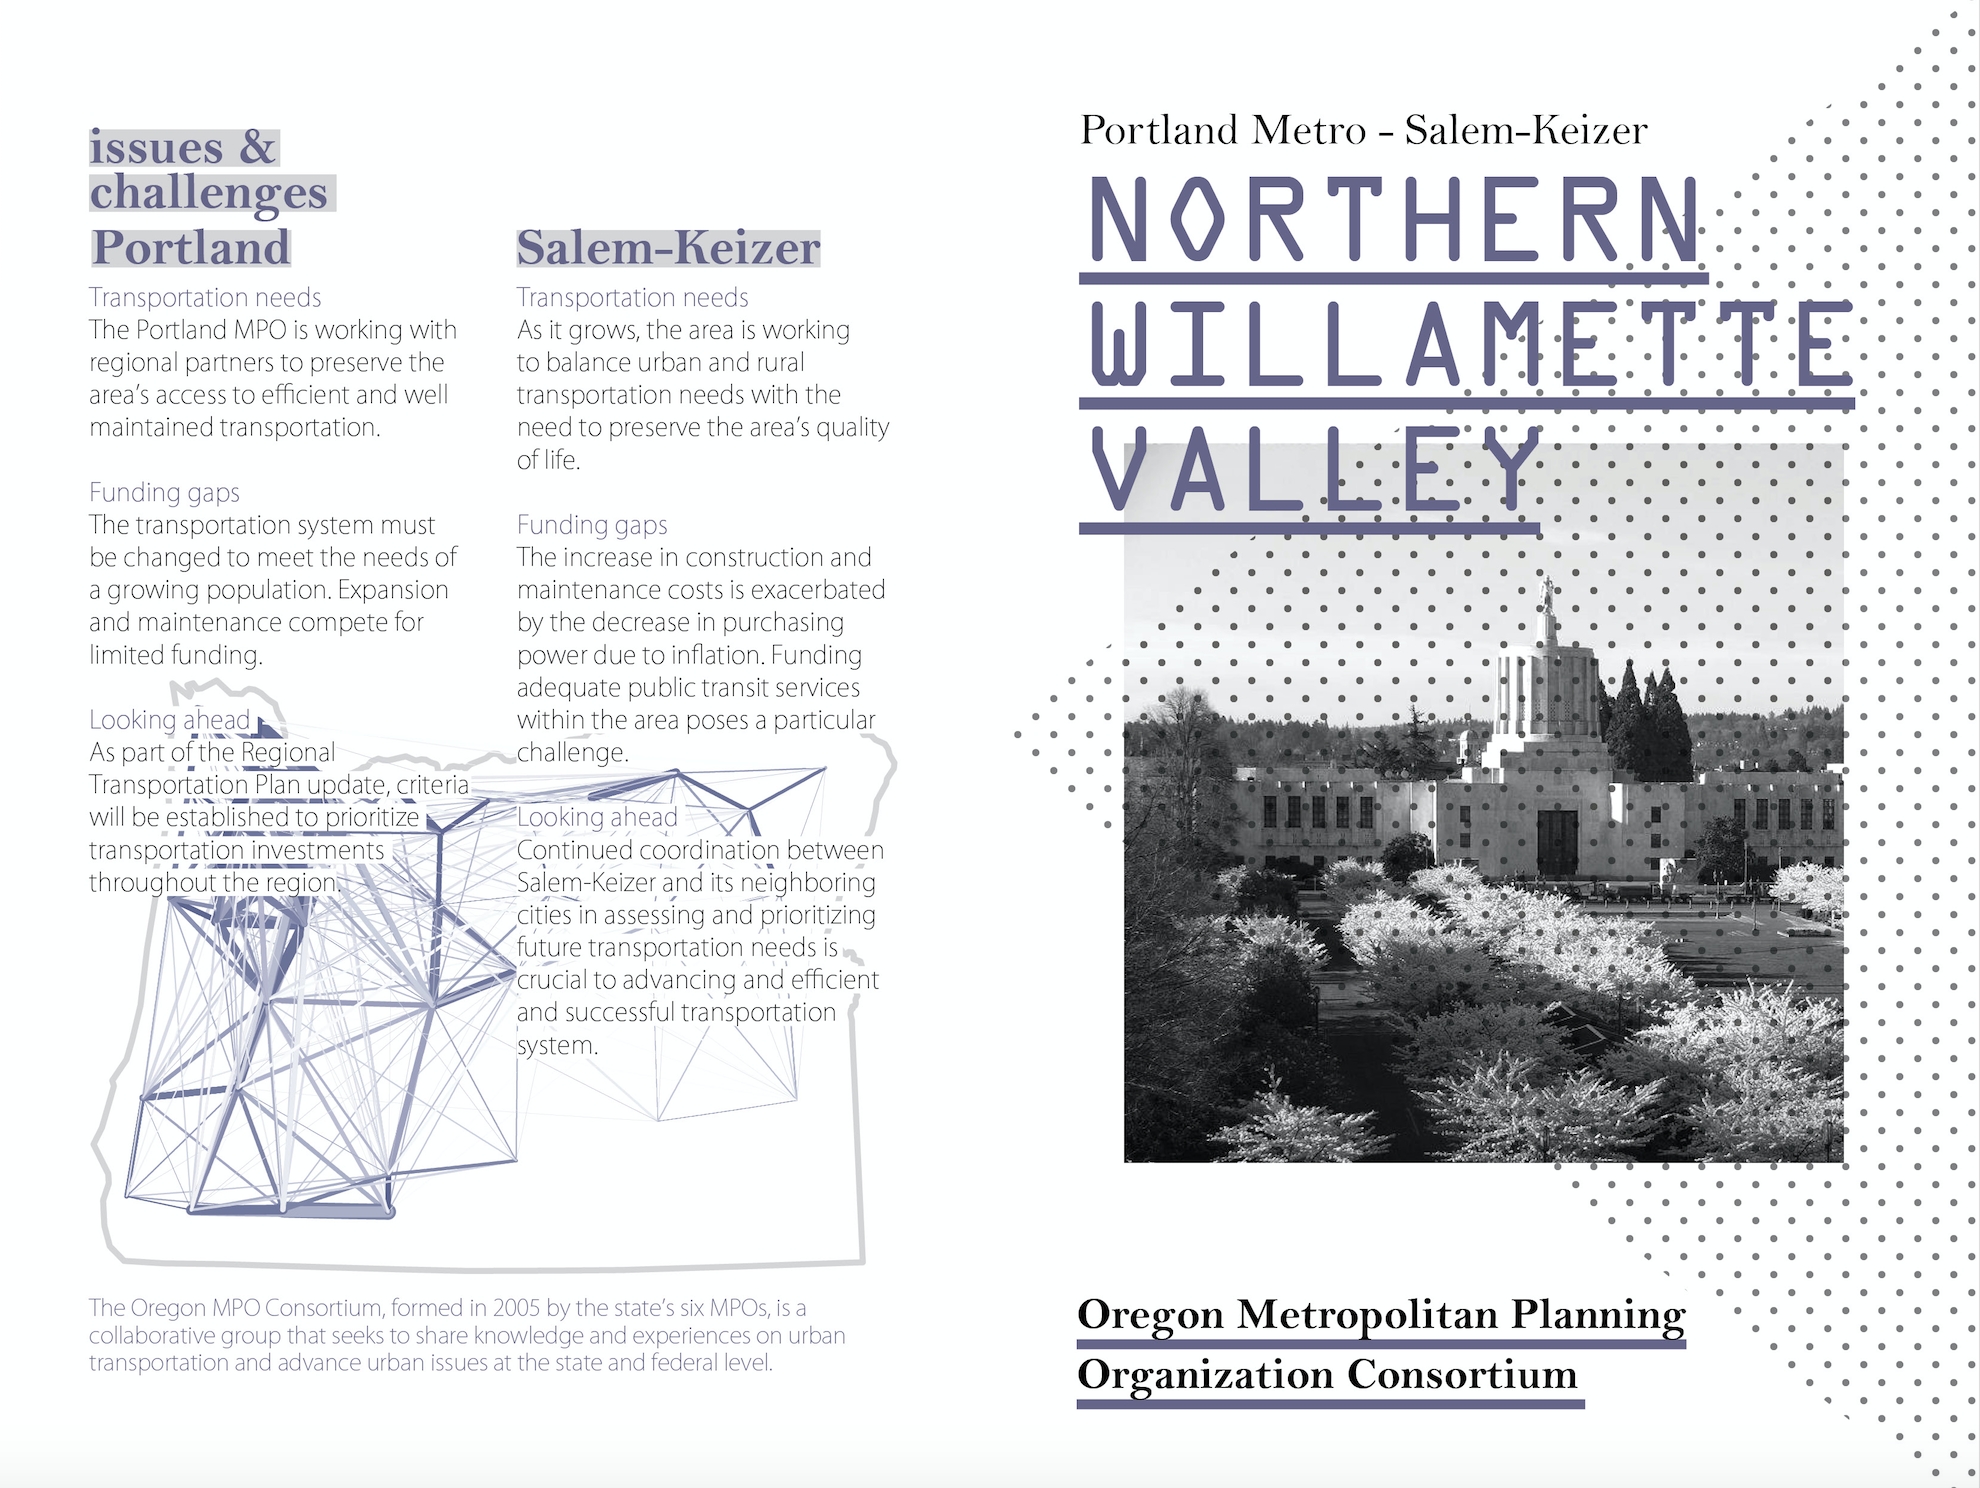 issues &
challenges
Portland
Transportation needs
The Portland MPO is working with
regional partners to preserve the
area's access to efficient and well
maintained transportation.
Funding gaps
The transportation system must
be changed to meet the needs of
a growing population. Expansion
and maintenance compete for
limited funding.
Looking ahead
As part of the Regional
Transportation Plan update, criteria
will be established to prioritize
transportation investments
throughout the region.
Salem-Keizer
Transportation needs
As it grows, the area is working
to balance urban and rural
transportation needs with the
need to preserve the area's quality
of life.
Funding gaps
The increase in construction and
maintenance costs is exacerbated
by the decrease in purchasing
power due to inflation. Funding
adequate public transit services
within the area poses a particular
challenge.
Looking ahead
Continued coordination between
Salem-Keizer and its neighboring
cities in assessing and prioritizing
future transportation needs is
crucial to advancing and efficient
and successful transportation
system.
The Oregon MPO Consortium, formed in 2005 by the state's six MPOs, is a
collaborative group that seeks to share knowledge and experiences on urban
transportation and advance urban issues at the state and federal level.
Portland Metro - Salem-Keizer
NORTHERN
WILLAMETTE
VALLEY
Oregon Metropolitan Planning
Organization Consortium